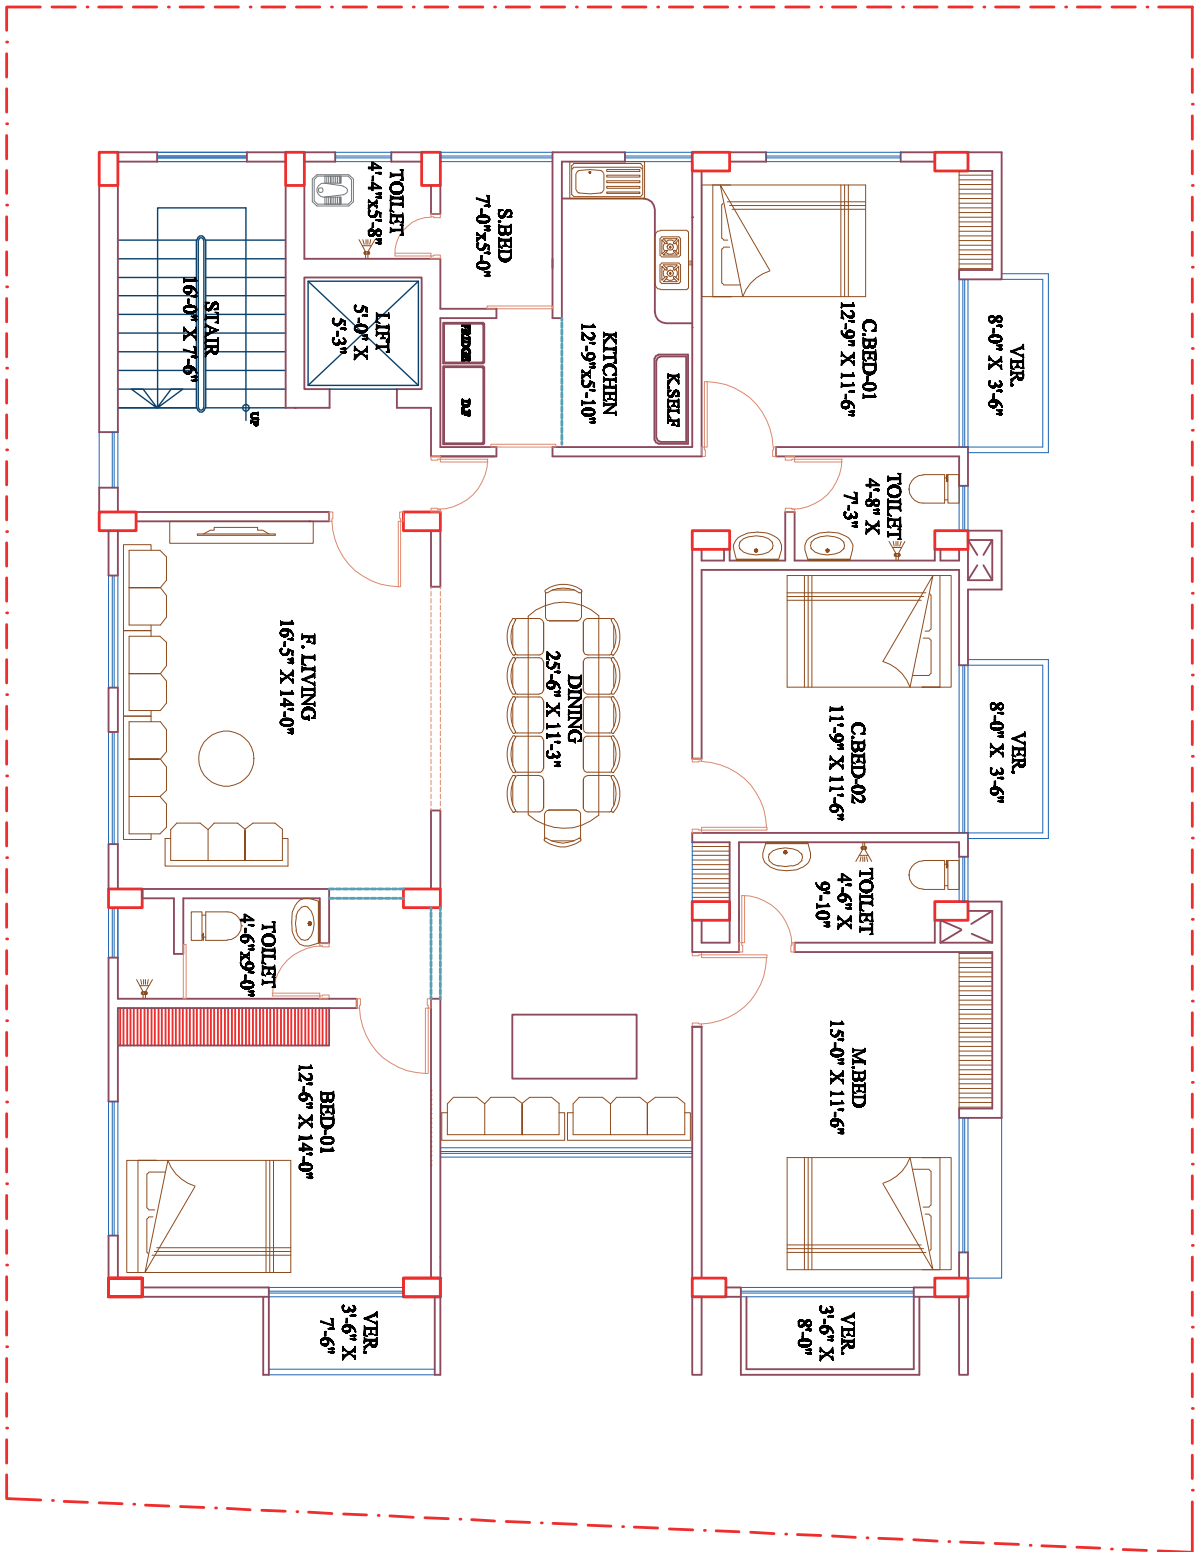 TOILET
4'-4"x5'-8"
S.BED
7'-0"x5'-0"
STAIR
16'-0" X 7'-6"
UP
LIFT
5'-0" X
5'-3"
FRIDGE
D.F
KITCHEN
12'-9"x5'-10"
K.SELF
C.BED-01
12'-9" X 11'-6"
VER.
8'-0" X 3'-6"
TOILET
4'-8" X
7'-3"
F. LIVING
16'-5" X 14'-0"
DINING
25'-6" X 11'-3"
C.BED-02
11'-9" X 11'-6"
VER.
8'-0" X 3'-6"
TOILET
4'-6" X
9'-10"
TOILET
4'-6"x9'-0"
BED-01
12'-6" X 14'-0"
M.BED
15'-0" X 11'-6"
VER.
3'-6" X
7'-6"
VER.
3'-6" X
8'-0"